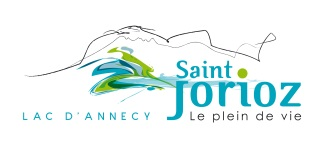 Saint
Jorioz
LAC D'ANNECY Le plein de vie